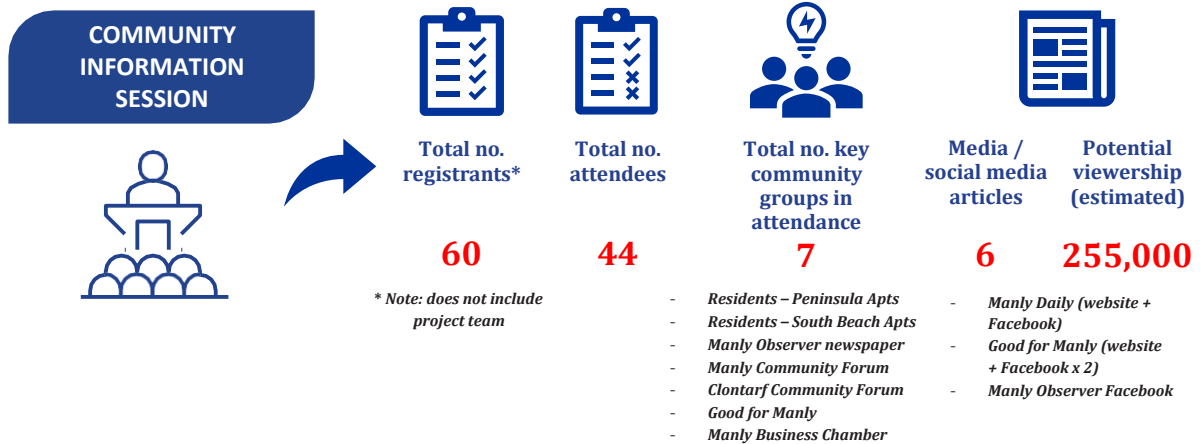 COMMUNITY
INFORMATION
SESSION
Total no.
registrants*
60
* Note: does not include
project team
Total no.
attendees
44
Total no. key
community
groups in
attendance
7
- Residents – Peninsula Apts
- Residents – South Beach Apts
- Manly Observer newspaper
- Manly Community Forum
- Clontarf Community Forum
- Good for Manly
- Manly Business Chamber
Media /
social media
articles
6
Potential
viewership
(estimated)
255,000
- Manly Daily (website +
Facebook)
- Good for Manly (website
+ Facebook x 2)
- Manly Observer Facebook